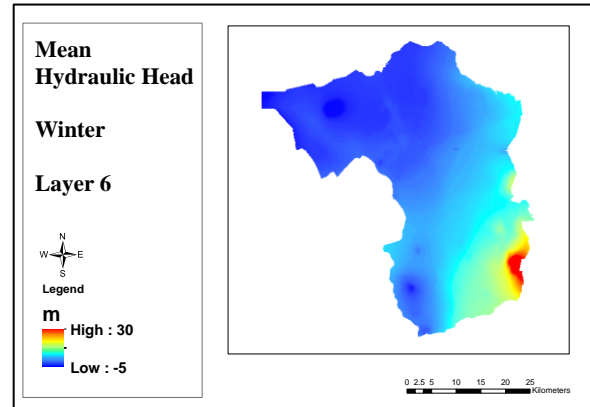 Mean
Hydraulic Head
Winter
Layer 6
N
W E
S
Legend
m
High : 30
Low : -5
0 2.5 5 10 15 20 25
Kilometers